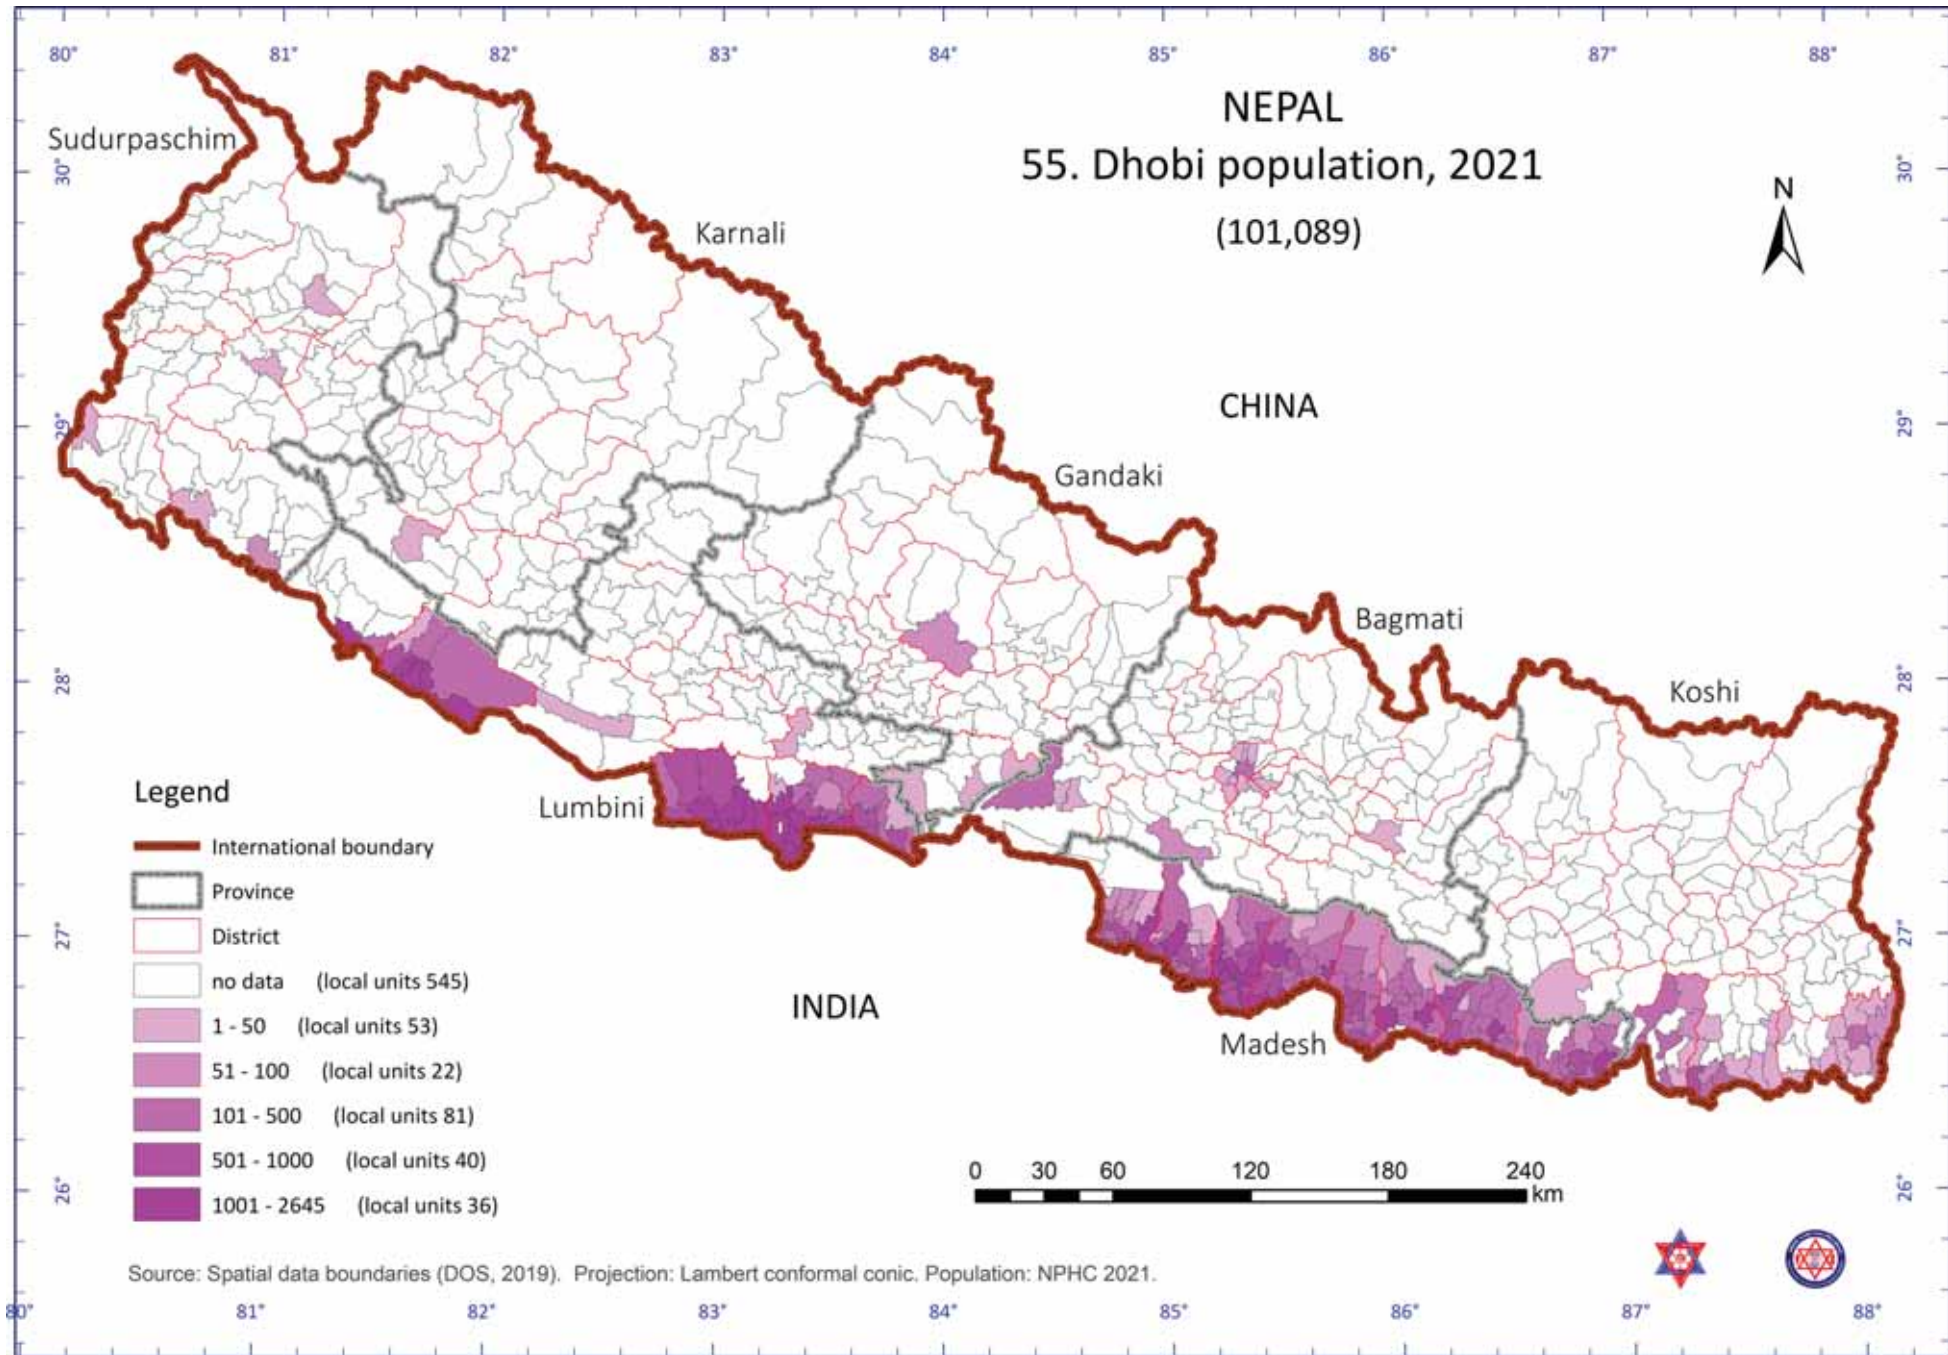 80° 81° 82° 83° 84° 85° 86° 87° 88°
NEPAL
55. Dhobi population, 2021
(101,089)
N
Sudurpaschim
30° 30°
Karnali
CHINA
29° 29°
Gandaki
Bagmati
28° 28°
Koshi
Lumbini
27° 27°
INDIA
Madesh
Legend
International boundary
Province
District
no data (local units 545)
1 - 50 (local units 53)
51 - 100 (local units 22)
101 - 500 (local units 81)
501 - 1000 (local units 40)
1001 - 2645 (local units 36)
0 30 60 120 180 240
km
26° 26°
Source: Spatial data boundaries (DOS, 2019). Projection: Lambert conformal conic. Population: NPHC 2021.
80° 81° 82° 83° 84° 85° 86° 87° 88°